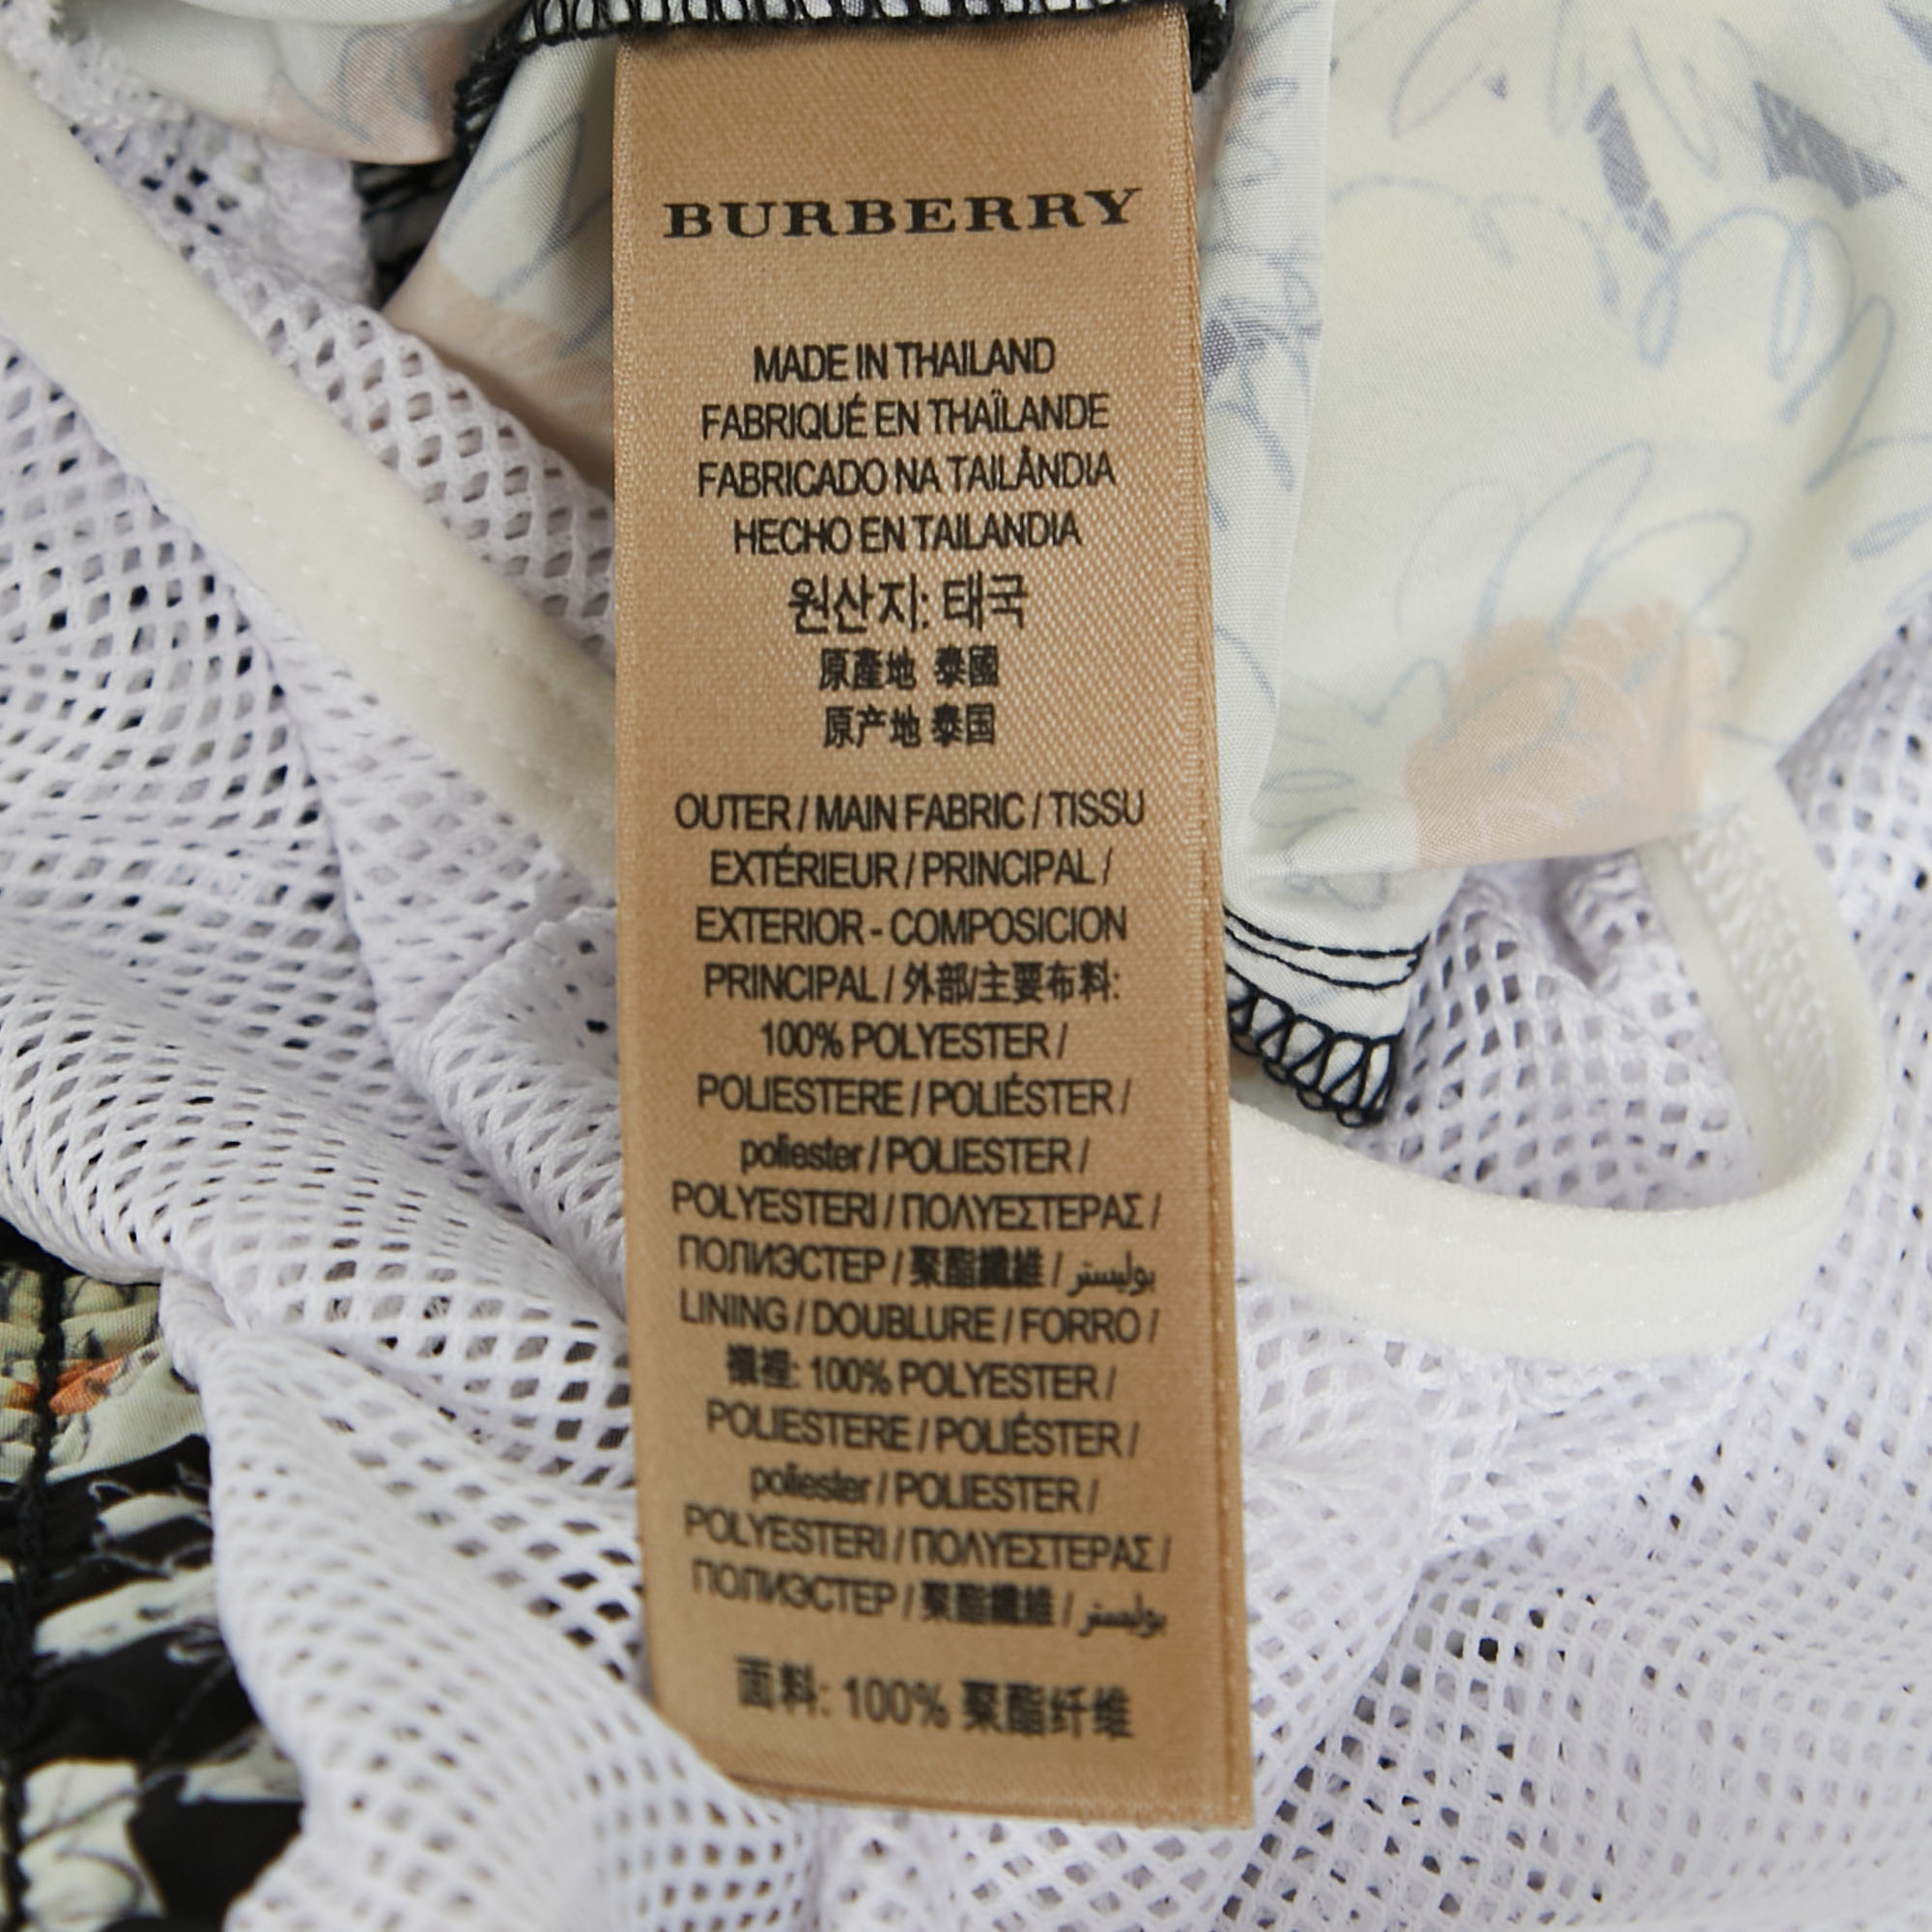 BURBERRY
MADE IN THAILAND
FABRIQUÉ EN THAÏLANDE
FABRICADO NA TAILÂNDIA
HECHO EN TAILANDIA
원산지: 태국
原產地 泰國
原产地 泰国
OUTER / MAIN FABRIC / TISSU
EXTÉRIEUR / PRINCIPAL /
EXTERIOR - COMPOSICION
PRINCIPAL / 外部/主要布料:
100% POLYESTER /
POLIESTERE / POLIÉSTER /
poliester / POLIESTER /
POLYESTERI / ΠΟΛΥΕΣΤΕΡΑΣ /
ПОЛИЭСТЕР / 聚酯纖維 / بوليستر
LINING / DOUBLURE / FORRO /
襯裡: 100% POLYESTER /
POLIESTERE / POLIÉSTER /
poliester / POLIESTER /
POLYESTERI / ΠΟΛΥΕΣΤΕΡΑΣ /
ПОЛИЭСТЕР / 聚酯纖維 / بوليستر
面料: 100% 聚酯纤维